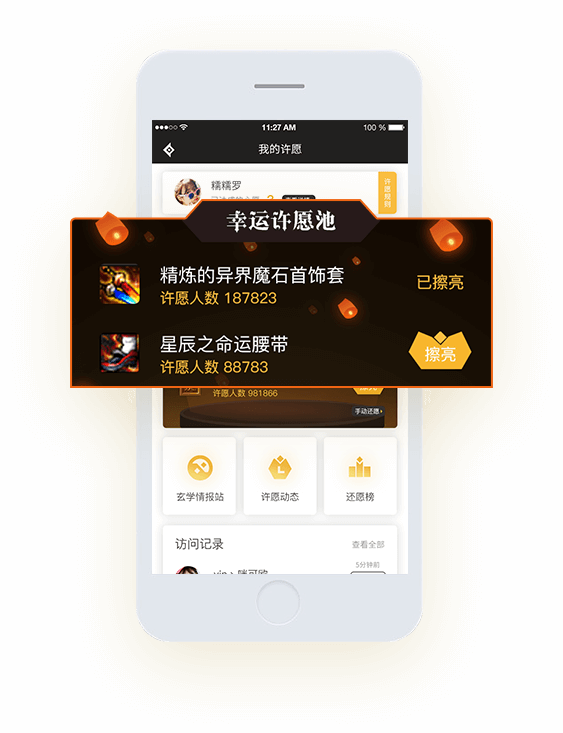 11:27 AM
100 %
我的许愿
糯糯罗
许愿规则
幸运许愿池
精炼的异界魔石首饰套
已擦亮
许愿人数 187823
星辰之命运腰带
擦亮
许愿人数 88783
许愿人数 981866
手动还愿
玄学情报站
许愿动态
还愿榜
访问记录
查看全部
5分钟前